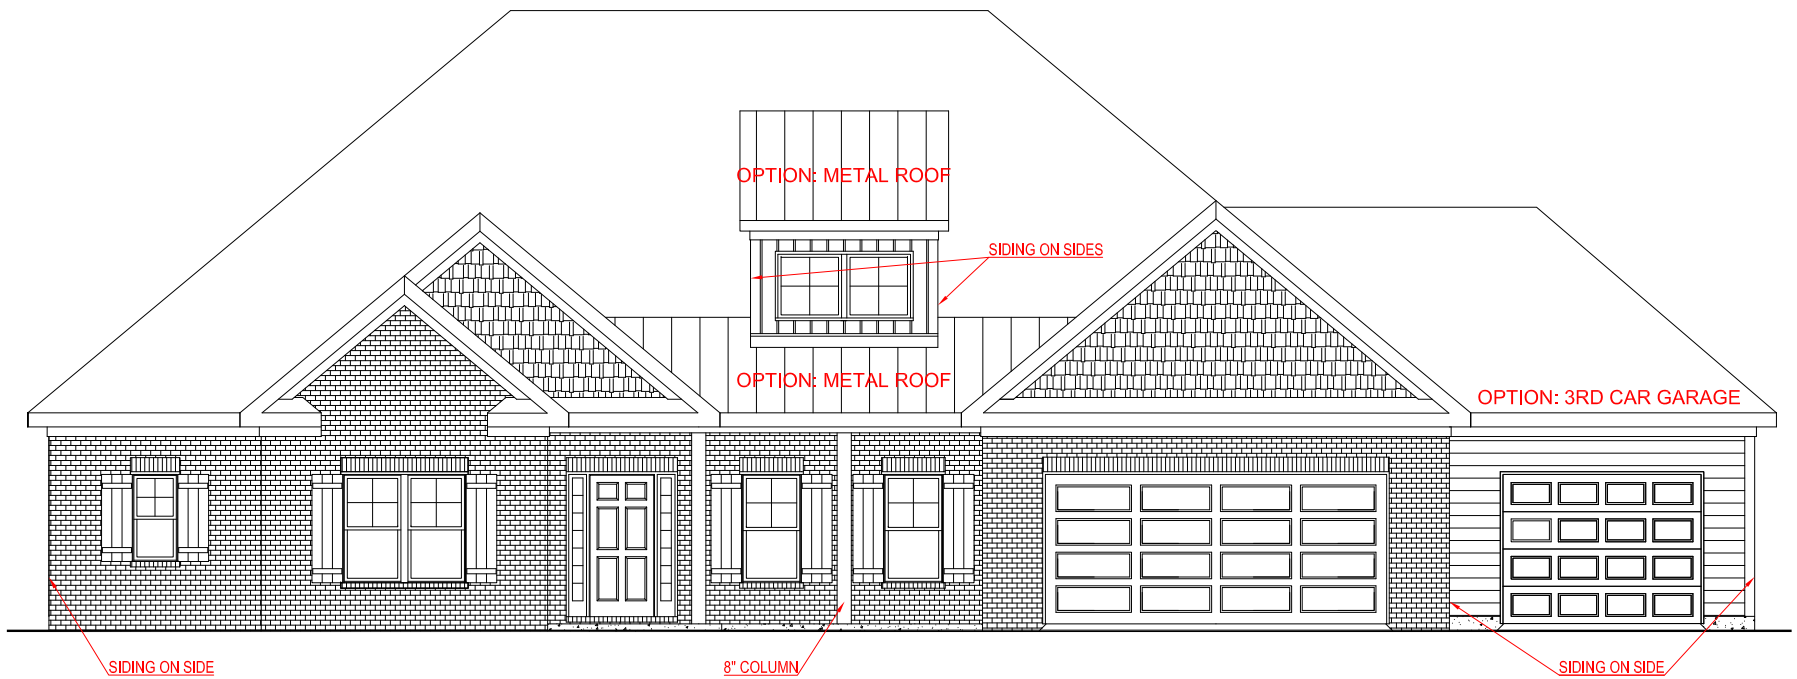 OPTION: METAL ROOF
SIDING ON SIDES
OPTION: METAL ROOF
OPTION: 3RD CAR GARAGE
SIDING ON SIDE
8" COLUMN
SIDING ON SIDE